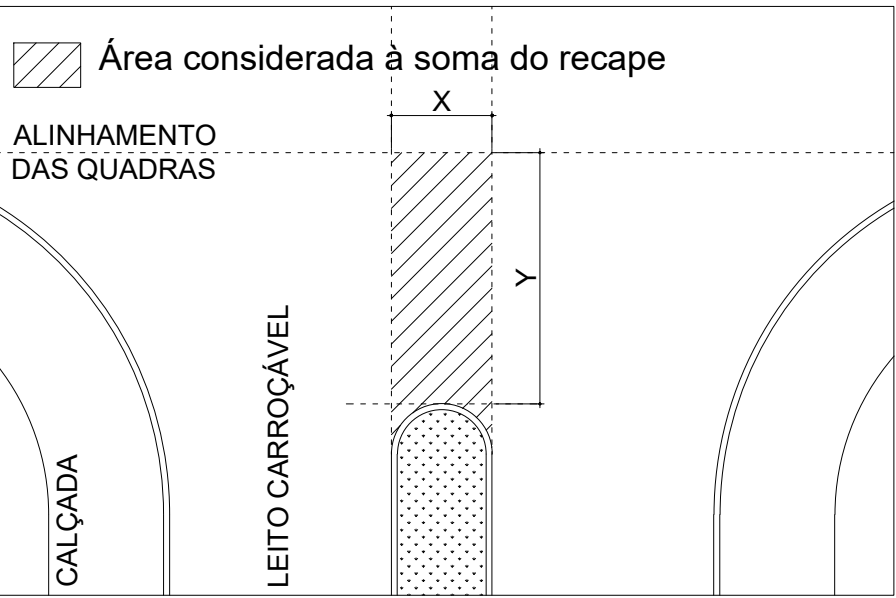 Área considerada à soma do recape
X
ALINHAMENTO
DAS QUADRAS
Y
LEITO CARROÇÁVEL
CALÇADA